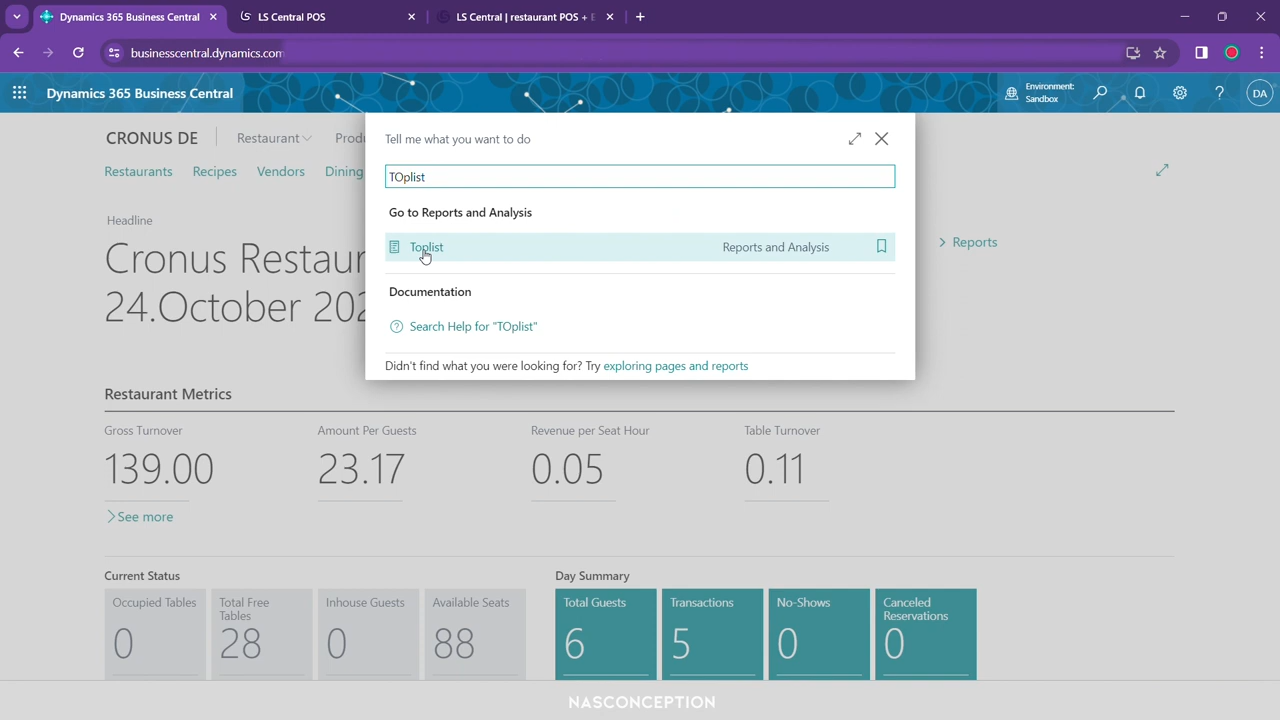 Dynamics 365 Business Central
LS Central POS
LS Central | restaurant POS + E
businesscentral.dynamics.com
Dynamics 365 Business Central
Environment:
Sandbox
DA
CRONUS DE
Restaurant
Produ
Restaurants
Recipes
Vendors
Dining
Tell me what you want to do
TOplist
Go to Reports and Analysis
Toplist
Reports and Analysis
Documentation
Search Help for "TOplist"
Didn't find what you were looking for? Try exploring pages and reports
Headline
Cronus Restaur
24.October 202
Reports
Restaurant Metrics
Gross Turnover
Amount Per Guests
Revenue per Seat Hour
Table Turnover
139.00
23.17
0.05
0.11
See more
Current Status
Day Summary
Occupied Tables
0
Total Free
Tables
28
Inhouse Guests
0
Available Seats
88
Total Guests
6
Transactions
5
No-Shows
0
Canceled
Reservations
0
NASCONCEPTION